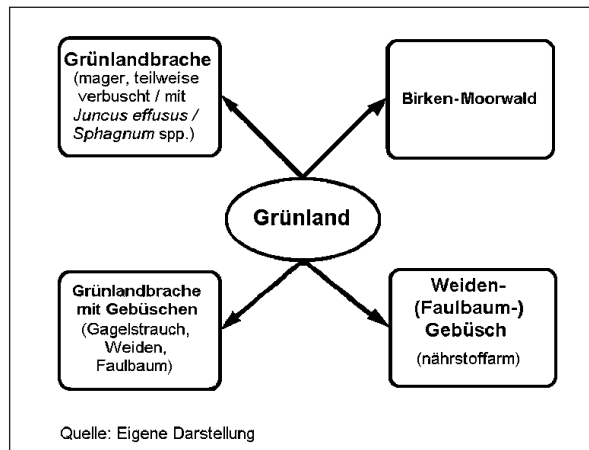 Grünlandbrache
(mager, teilweise
verbuscht / mit
Juncus effusus /
Sphagnum spp.)
Birken-Moorwald
Grünland
Grünlandbrache
mit Gebüschen
(Gagelstrauch,
Weiden,
Faulbaum)
Weiden-
(Faulbaum-)
Gebüsch
(nährstoffarm)
Quelle: Eigene Darstellung